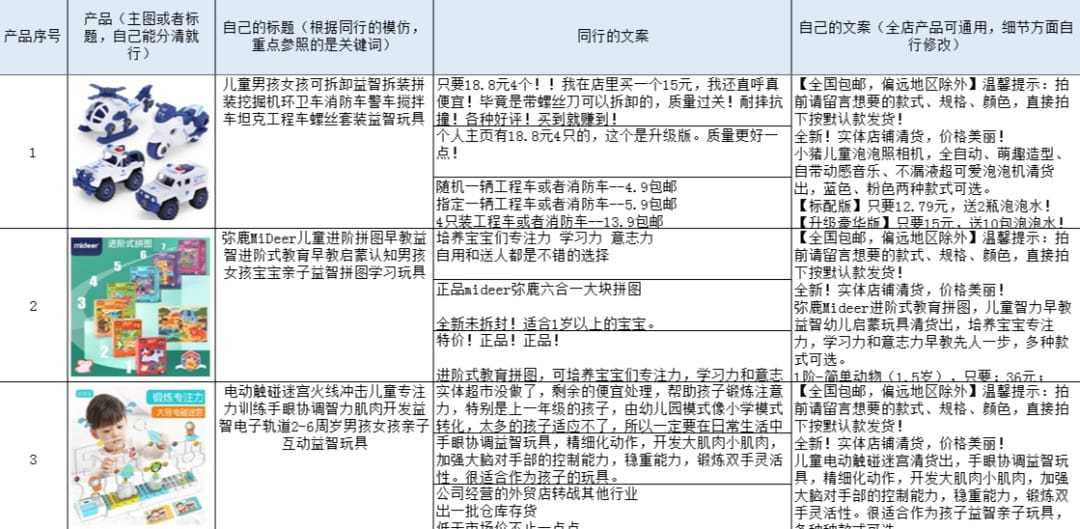 产品序号
产品（主图或者标
题，自己能分清就
行）
自己的标题（根据同行的模仿，
重点参照的是关键词）
同行的文案
自己的文案（全店产品可通用，细节方面自
行修改）
1
儿童男孩女孩可拆卸益智拆装拼
装挖掘机环卫车消防车警车搅拌
车坦克工程车螺丝套装益智玩具
只要18.8元4个！！我在店里买一个15元，我还直呼真
便宜！毕竟是带螺丝刀可以拆卸的，质量过关！耐摔抗
撞！各种好评！买到就赚到！
个人主页有18.8元4只的，这个是升级版。质量更好一
点！
随机一辆工程车或者消防车--4.9包邮
指定一辆工程车或者消防车--5.9包邮
4只装工程车或者消防车--13.9包邮
【全国包邮，偏远地区除外】温馨提示：拍
前请留言想要的款式、规格、颜色，直接拍
下按默认款发货！
全新！实体店铺清货，价格美丽！
小猪儿童泡泡照相机，全自动、萌趣造型、
自带动感音乐、不漏液超可爱泡泡机清货
出，蓝色、粉色两种款式可选。
【标配版】只要12.79元，送2瓶泡泡水！
【升级豪华版】只要15元，送10包泡泡水！
2
mideer
进阶式拼图
7
6
5
4
3
2
1
弥鹿MiDeer儿童进阶拼图早教益
智进阶式教育早教启蒙认知男孩
女孩宝宝亲子益智拼图学习玩具
培养宝宝们专注力 学习力 意志力
自用和送人都是不错的选择
正品mideer弥鹿六合一大块拼图
全新未拆封！适合1岁以上的宝宝。
特价！正品！正品！
进阶式教育拼图，可培养宝宝们专注力，学习力和意志
【全国包邮，偏远地区除外】温馨提示：拍
前请留言想要的款式、规格、颜色，直接拍
下按默认款发货！
全新！实体店铺清货，价格美丽！
弥鹿Mideer进阶式教育拼图，儿童智力早教
益智幼儿启蒙玩具清货出，培养宝宝专注
力，学习力和意志力早教先人一步，多种款
式可选。
1阶-简单动物（1.5岁），只要：36元；
3
锻炼专注力
大号电磁迷宫
电动触碰迷宫火线冲击儿童专注
力训练手眼协调智力肌肉开发益
智电子轨道2-6周岁男孩女孩亲子
互动益智玩具
实体超市没做了，剩余的便宜处理，帮助孩子锻炼注意
力，特别是上一年级的孩子，由幼儿园模式像小学模式
转化，太多的孩子适应不了，所以一定要在日常生活中
手眼协调益智玩具，精细化动作，开发大肌肉小肌肉，
加强大脑对手部的控制能力，稳重能力，锻炼双手灵活
性。很适合作为孩子的玩具。
公司经营的外贸店转战其他行业
出一批仓库存货
低于市场价不止一点点
【全国包邮，偏远地区除外】温馨提示：拍
前请留言想要的款式、规格、颜色，直接拍
下按默认款发货！
全新！实体店铺清货，价格美丽！
儿童电动触碰迷宫清货出，手眼协调益智玩
具，精细化动作，开发大肌肉小肌肉，加强
大脑对手部的控制能力，稳重能力，锻炼双
手灵活性。很适合作为孩子益智亲子玩具，